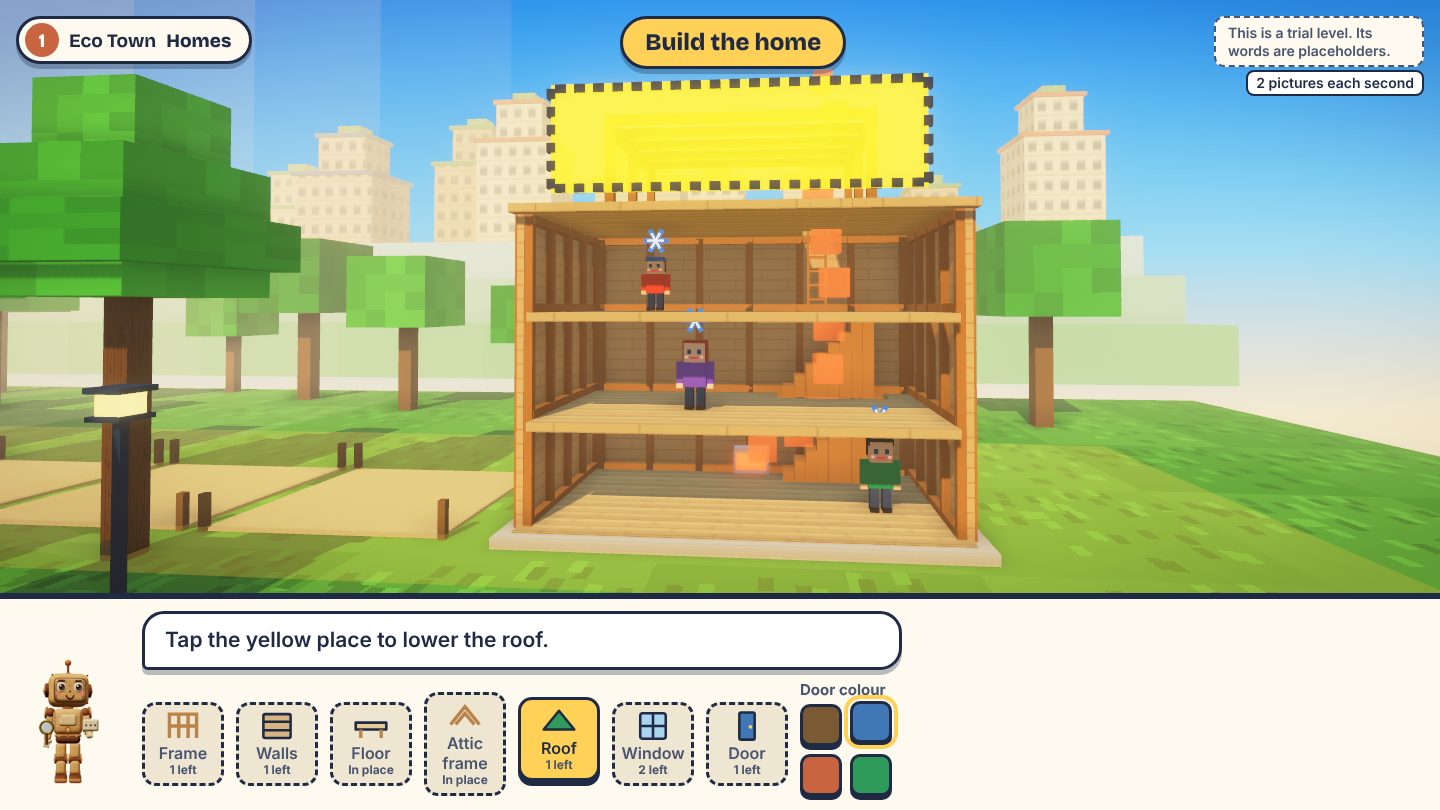 1 Eco Town Homes
Build the home
This is a trial level. Its
words are placeholders.
2 pictures each second
Tap the yellow place to lower the roof.
Door colour
Frame
1 left
Walls
1 left
Floor
In place
Attic
frame
In place
Roof
1 left
Window
2 left
Door
1 left